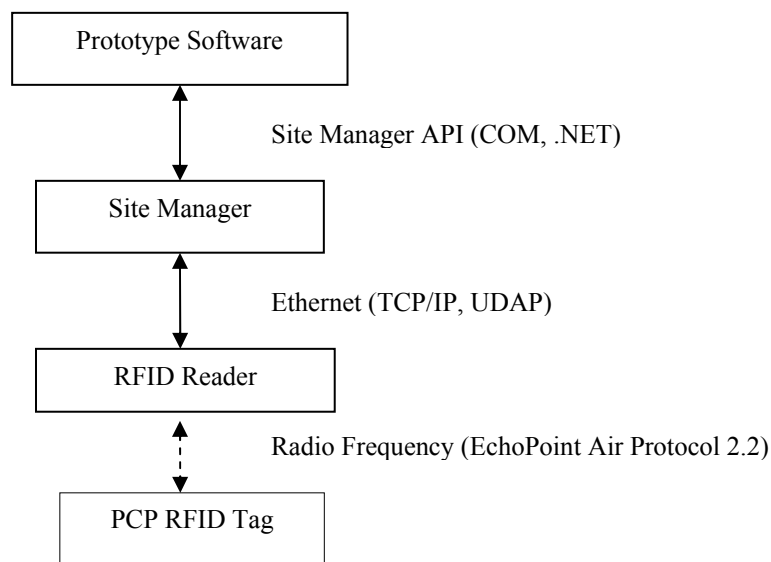 Prototype Software
Site Manager API (COM, .NET)
Site Manager
Ethernet (TCP/IP, UDAP)
RFID Reader
Radio Frequency (EchoPoint Air Protocol 2.2)
PCP RFID Tag